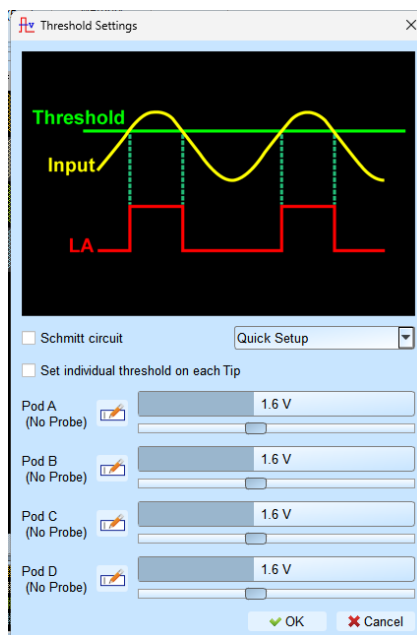 Threshold Settings
Threshold
Input
LA
Schmitt circuit
Quick Setup
Set individual threshold on each Tip
Pod A
(No Probe)
1.6 V
Pod B
(No Probe)
1.6 V
Pod C
(No Probe)
1.6 V
Pod D
(No Probe)
1.6 V
OK
Cancel